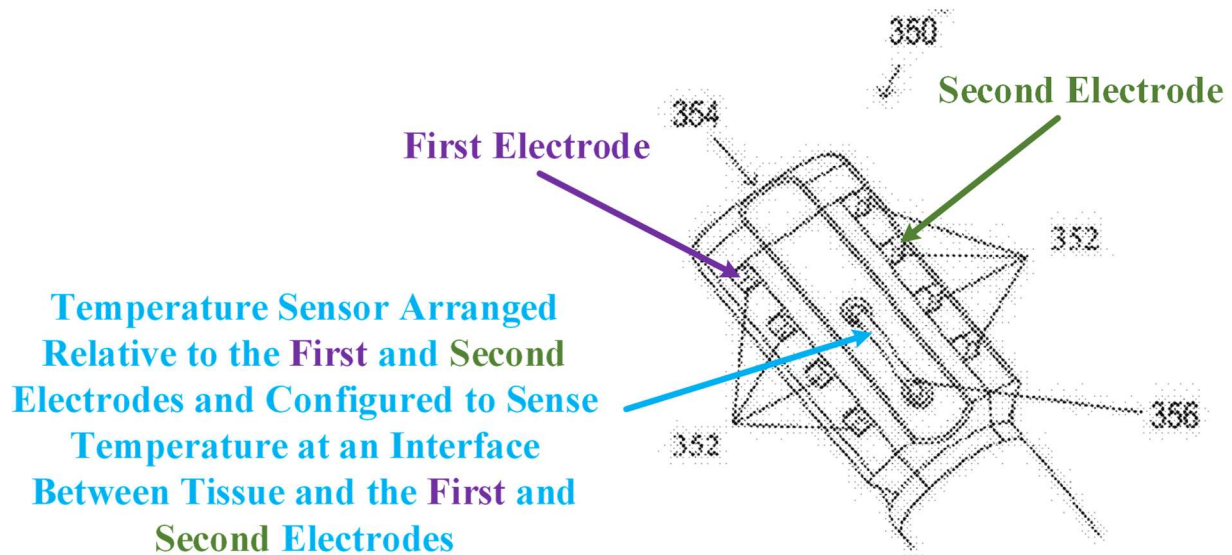 350
Second Electrode
354
First Electrode
352
Temperature Sensor Arranged
Relative to the First and Second
Electrodes and Configured to Sense
Temperature at an Interface
Between Tissue and the First and
Second Electrodes
356
352